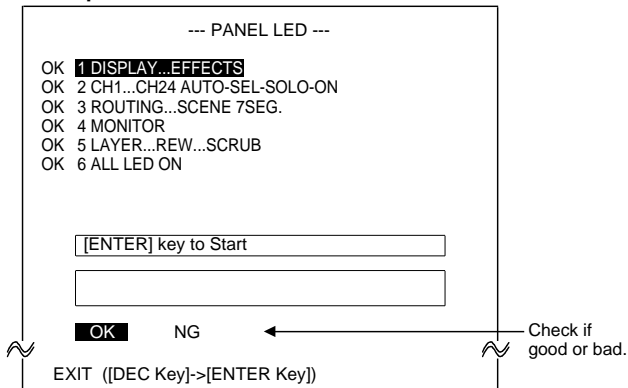 --- PANEL LED ---
OK 1 DISPLAY...EFFECTS
OK 2 CH1...CH24 AUTO-SEL-SOLO-ON
OK 3 ROUTING...SCENE 7SEG.
OK 4 MONITOR
OK 5 LAYER...REW...SCRUB
OK 6 ALL LED ON
[ENTER] key to Start
OK NG
Check if
good or bad.
EXIT ([DEC Key]->[ENTER Key])